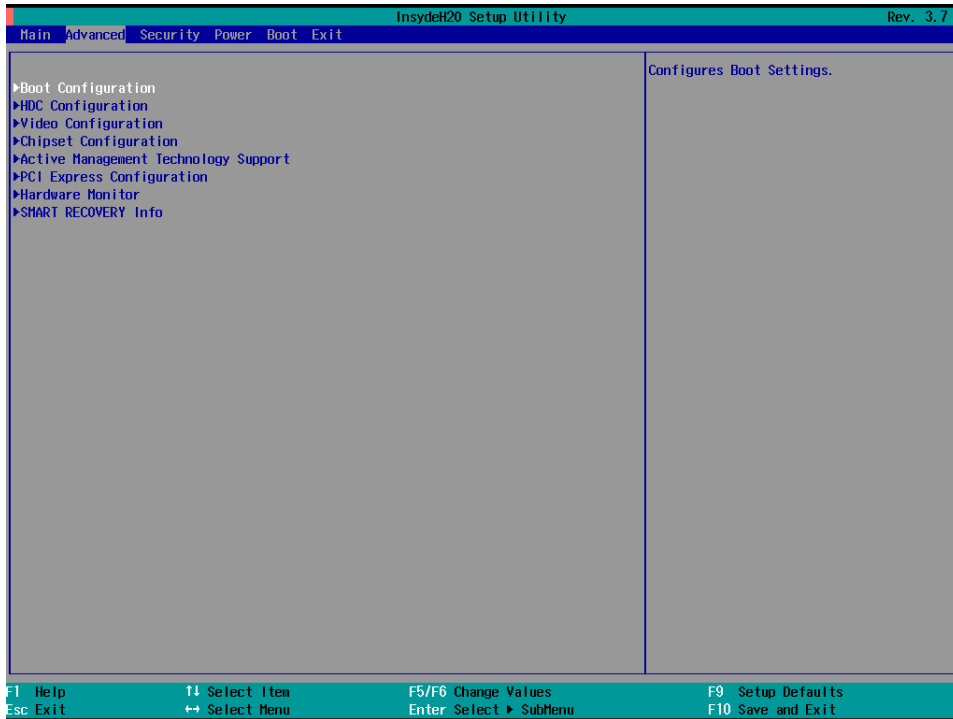 InsydeH20 Setup Utility Rev. 3.7
Main Advanced Security Power Boot Exit
Configures Boot Settings.
▶Boot Configuration
▶HDC Configuration
▶Video Configuration
▶Chipset Configuration
▶Active Management Technology Support
▶PCI Express Configuration
▶Hardware Monitor
▶SMART RECOVERY Info
F1 Help ↑↓ Select Item F5/F6 Change Values F9 Setup Defaults
Esc Exit ↔ Select Menu Enter Select ▶ SubMenu F10 Save and Exit